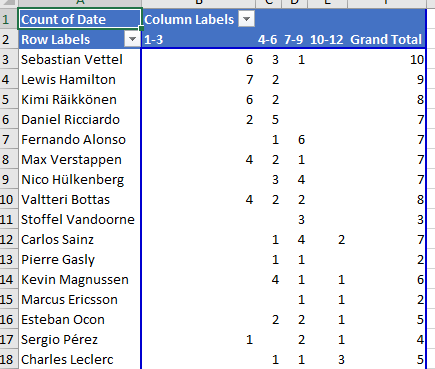 A B C D E F
1 Count of Date Column Labels
2 Row Labels 1-3 4-6 7-9 10-12 Grand Total
3 Sebastian Vettel 6 3 1 10
4 Lewis Hamilton 7 2 9
5 Kimi Räikkönen 6 2 8
6 Daniel Ricciardo 2 5 7
7 Fernando Alonso 1 6 7
8 Max Verstappen 4 2 1 7
9 Nico Hülkenberg 3 4 7
10 Valtteri Bottas 4 2 2 8
11 Stoffel Vandoorne 3 3
12 Carlos Sainz 1 4 2 7
13 Pierre Gasly 1 1 2
14 Kevin Magnussen 4 1 1 6
15 Marcus Ericsson 1 1 2
16 Esteban Ocon 2 2 1 5
17 Sergio Pérez 1 2 1 4
18 Charles Leclerc 1 1 3 5